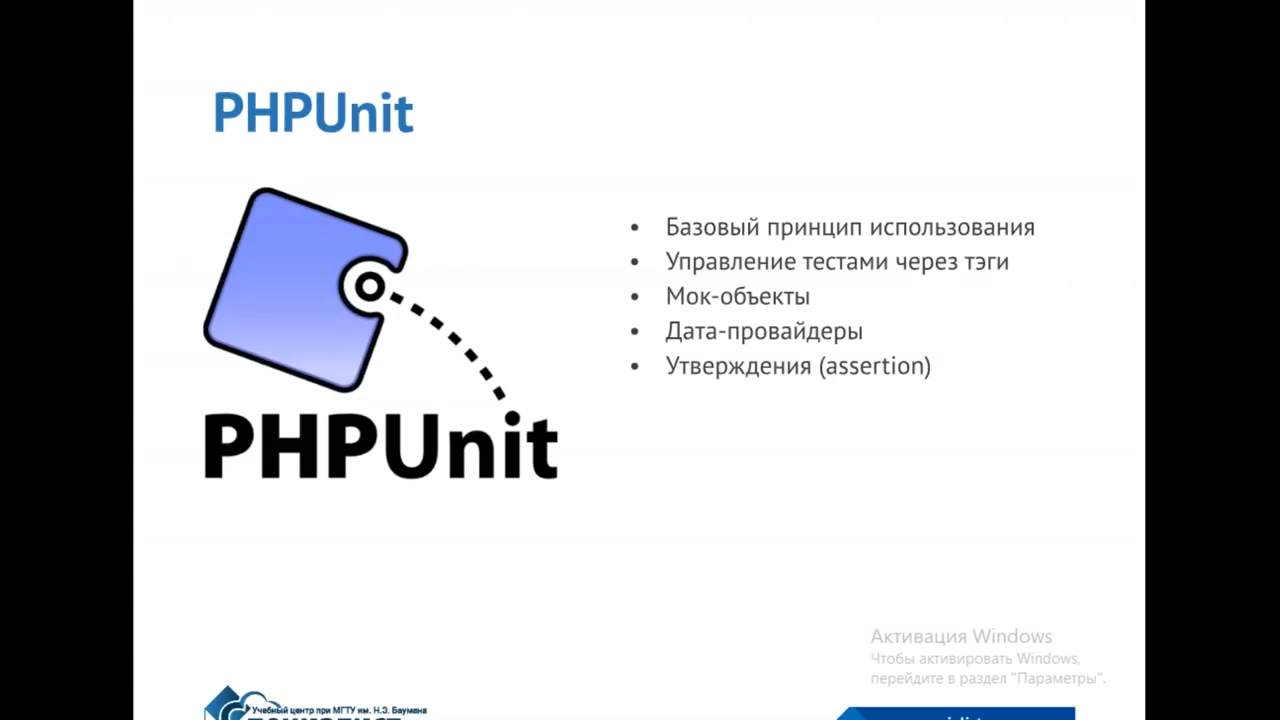 PHPUnit
• Базовый принцип использования
• Управление тестами через тэги
• Мок-объекты
• Дата-провайдеры
• Утверждения (assertion)
PHPUnit
Активация Windows
Чтобы активировать Windows,
перейдите в раздел "Параметры".
Учебный центр при МГТУ им. Н.Э. Баумана